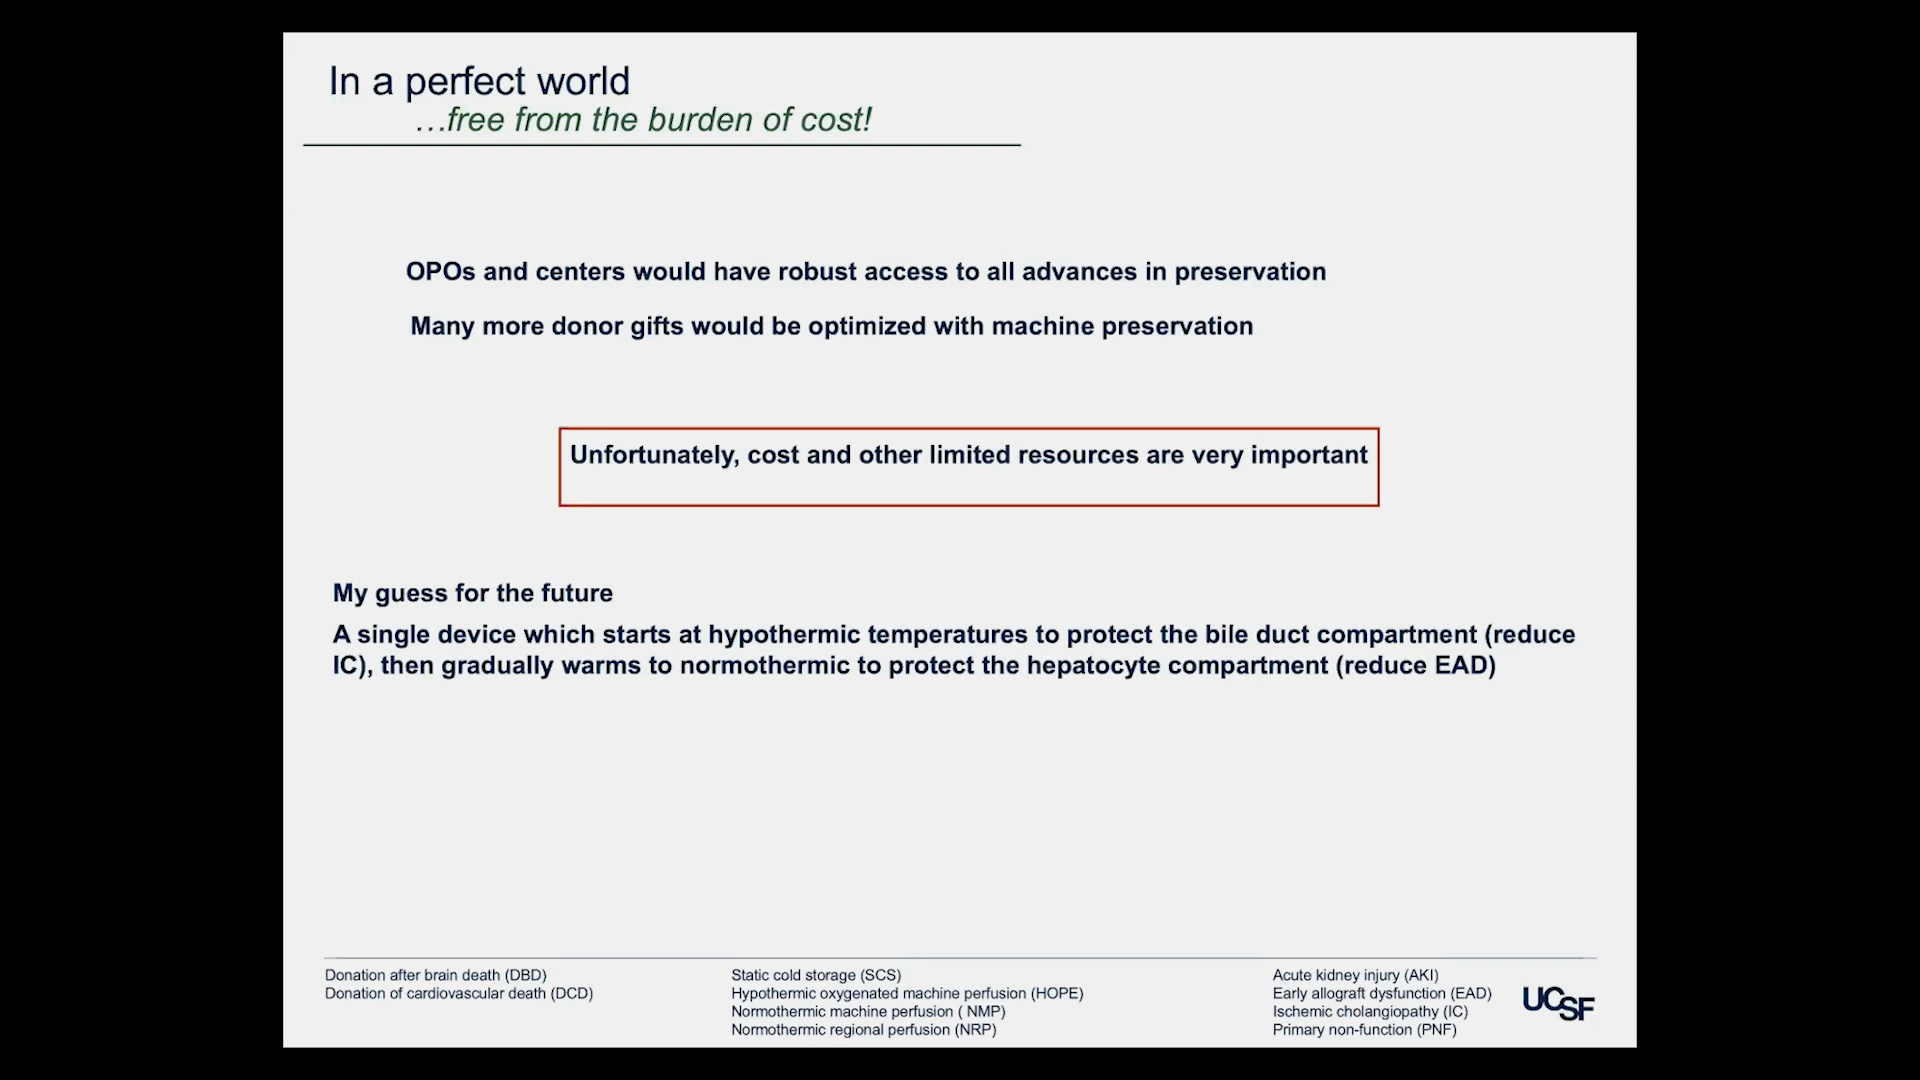 In a perfect world
…free from the burden of cost!
OPOs and centers would have robust access to all advances in preservation
Many more donor gifts would be optimized with machine preservation
Unfortunately, cost and other limited resources are very important
My guess for the future
A single device which starts at hypothermic temperatures to protect the bile duct compartment (reduce
IC), then gradually warms to normothermic to protect the hepatocyte compartment (reduce EAD)
Donation after brain death (DBD)
Donation of cardiovascular death (DCD)
Static cold storage (SCS)
Hypothermic oxygenated machine perfusion (HOPE)
Normothermic machine perfusion ( NMP)
Normothermic regional perfusion (NRP)
Acute kidney injury (AKI)
Early allograft dysfunction (EAD)
Ischemic cholangiopathy (IC)
Primary non-function (PNF)
UCSF